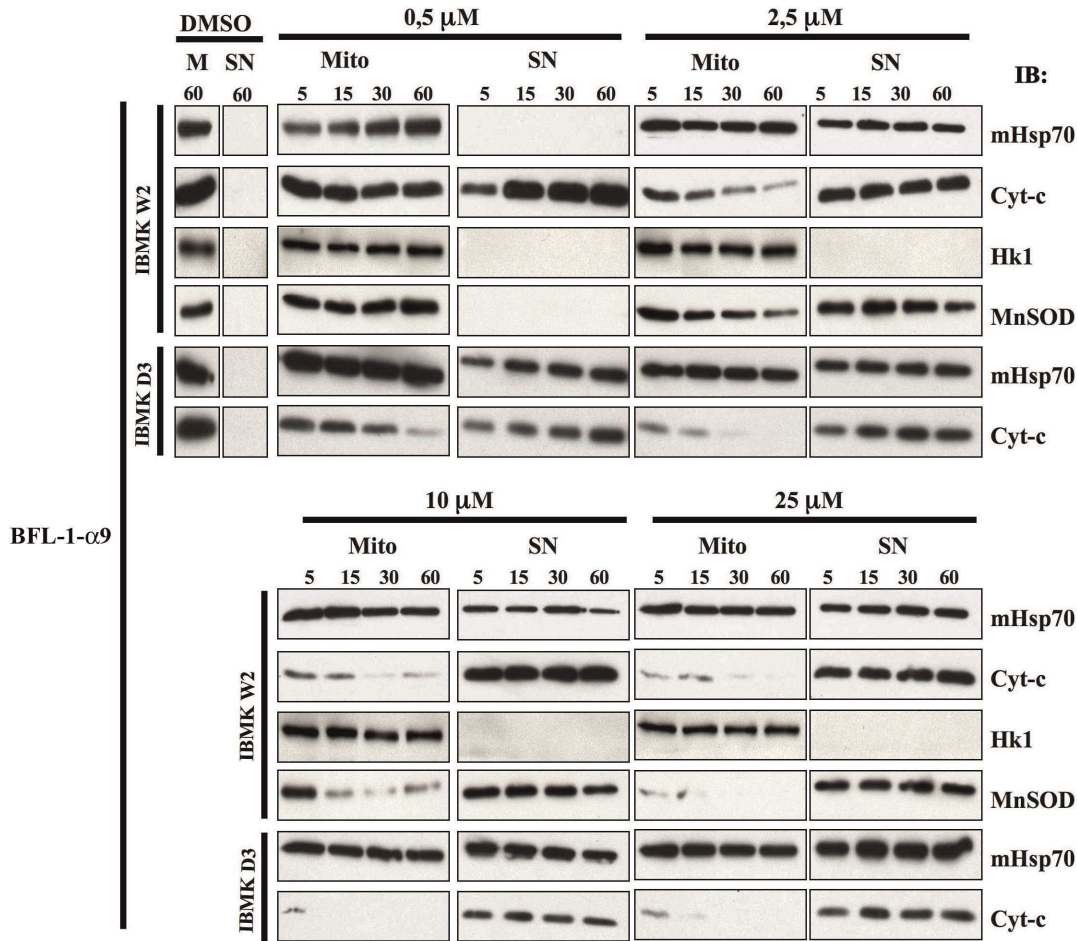 DMSO 0,5 µM 2,5 µM
M SN Mito SN Mito SN IB:
60 60 5 15 30 60 5 15 30 60 5 15 30 60 5 15 30 60
mHsp70
Cyt-c
IBMK W2
Hk1
MnSOD
mHsp70
IBMK D3
Cyt-c
BFL-1-α9
10 µM 25 µM
Mito SN Mito SN
5 15 30 60 5 15 30 60 5 15 30 60 5 15 30 60
mHsp70
Cyt-c
IBMK W2
Hk1
MnSOD
mHsp70
IBMK D3
Cyt-c